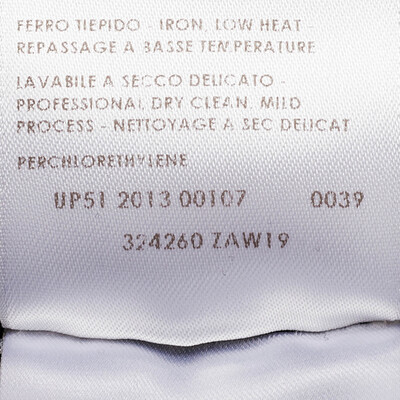 FERRO TIEPIDO - IRON, LOW HEAT -
REPASSAGE A BASSE TEMPERATURE
LAVABILE A SECCO DELICATO -
PROFESSIONAL DRY CLEAN. MILD
PROCESS - NETTOYAGE A SEC DELICAT
PERCHLORETHYLENE
UP51 2013 00107 0039
324260 ZAW19